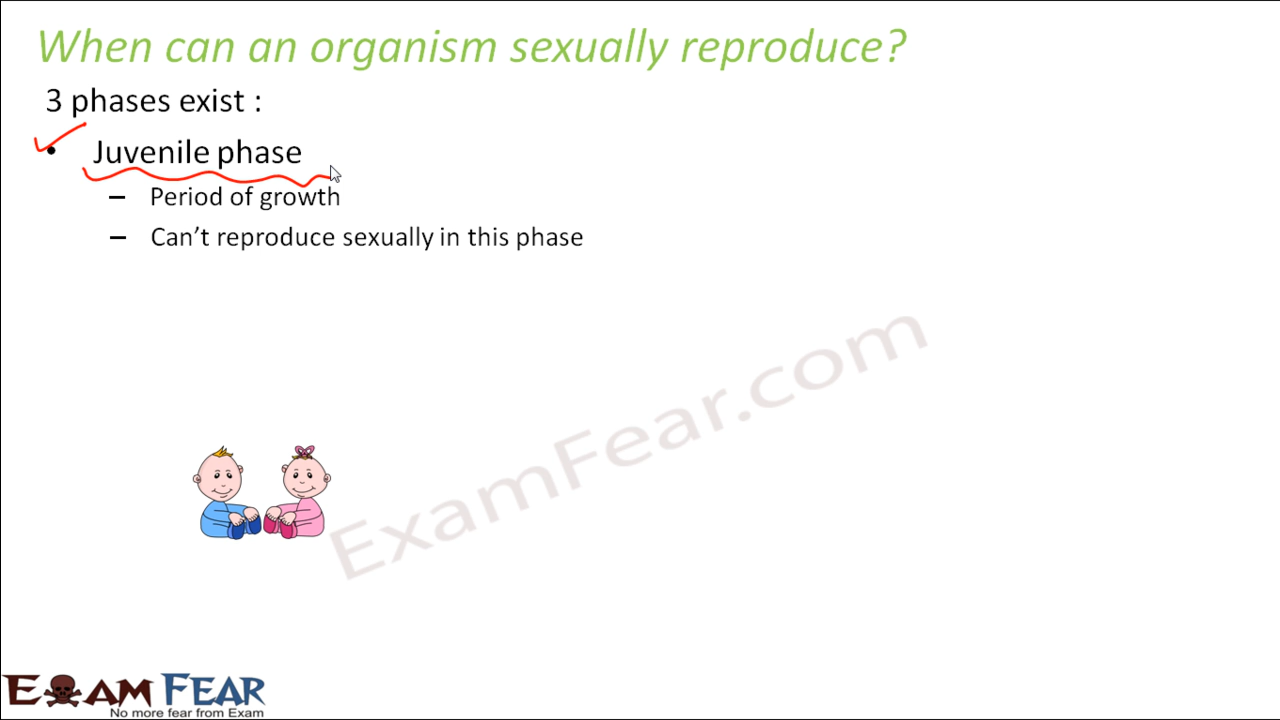 When can an organism sexually reproduce?
3 phases exist :
• Juvenile phase
– Period of growth
– Can't reproduce sexually in this phase
ExamFear.com
EXAM FEAR
No more fear from Exam